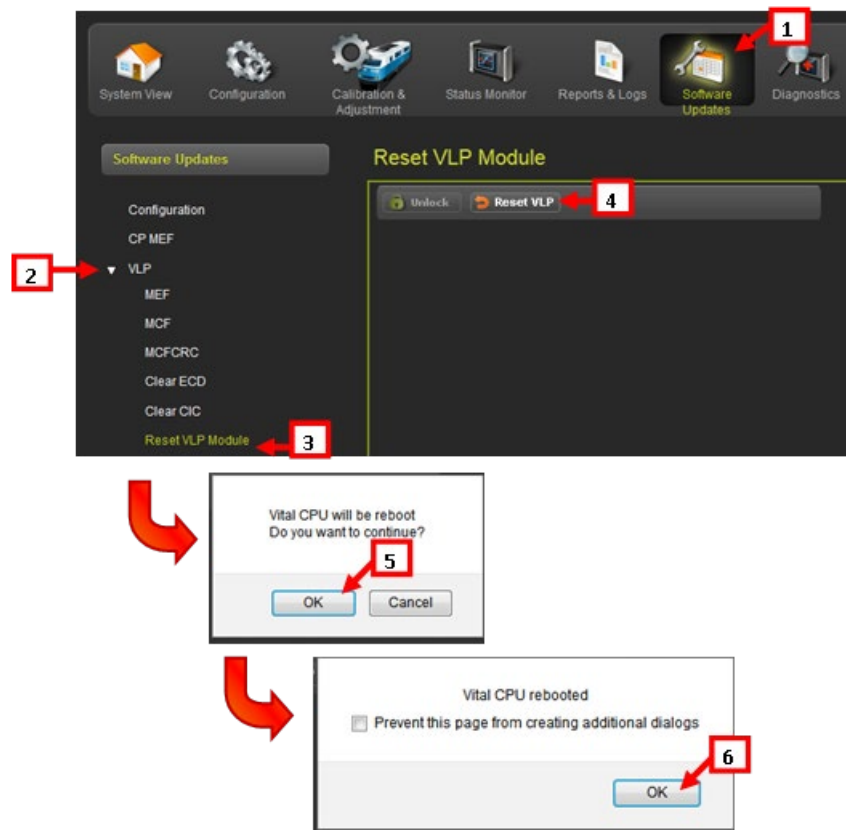 1
System View
Configuration
Calibration &
Adjustment
Status Monitor
Reports & Logs
Software
Updates
Diagnostics
Software Updates
Reset VLP Module
Unlock
Reset VLP
4
Configuration
CP MEF
2
VLP
MEF
MCF
MCFCRC
Clear ECD
Clear CIC
Reset VLP Module
3
Vital CPU will be reboot
Do you want to continue?
5
OK
Cancel
Vital CPU rebooted
Prevent this page from creating additional dialogs
6
OK